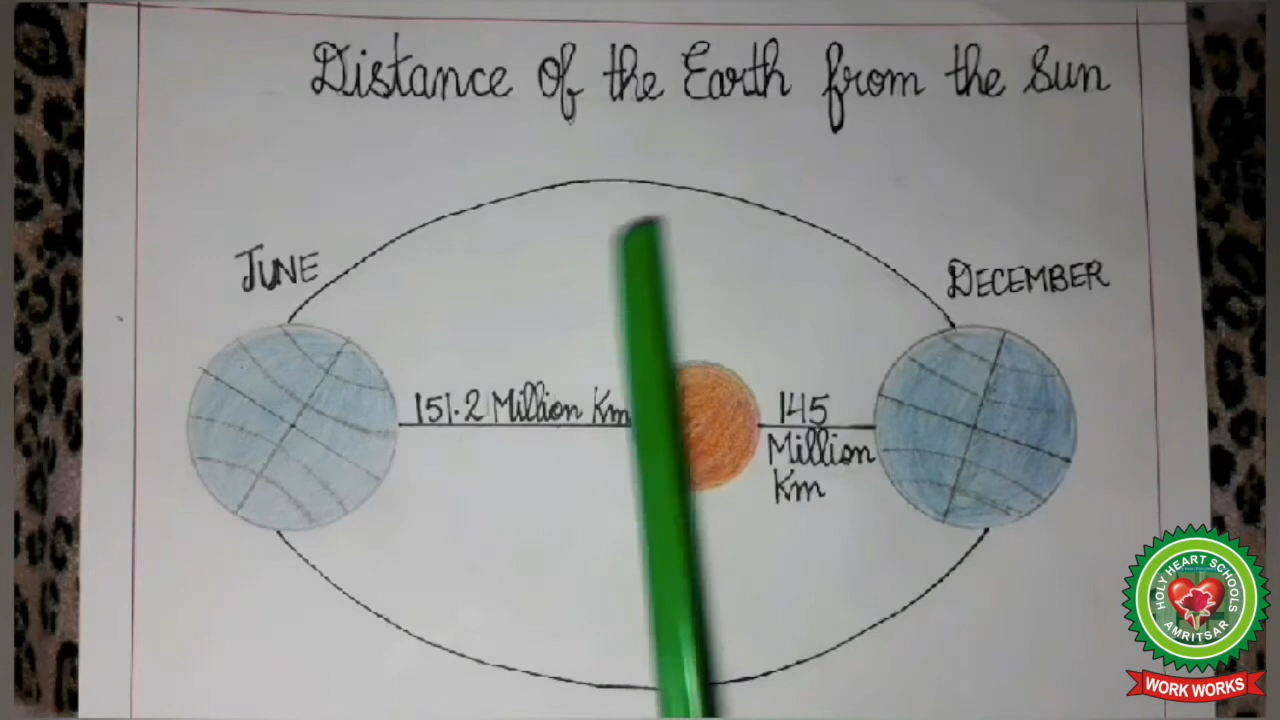 Distance of the Earth from the Sun
JUNE
DECEMBER
151.2 Million Km
145
Million
Km
HOLY HEART SCHOOLS
AMRITSAR
WORK WORKS